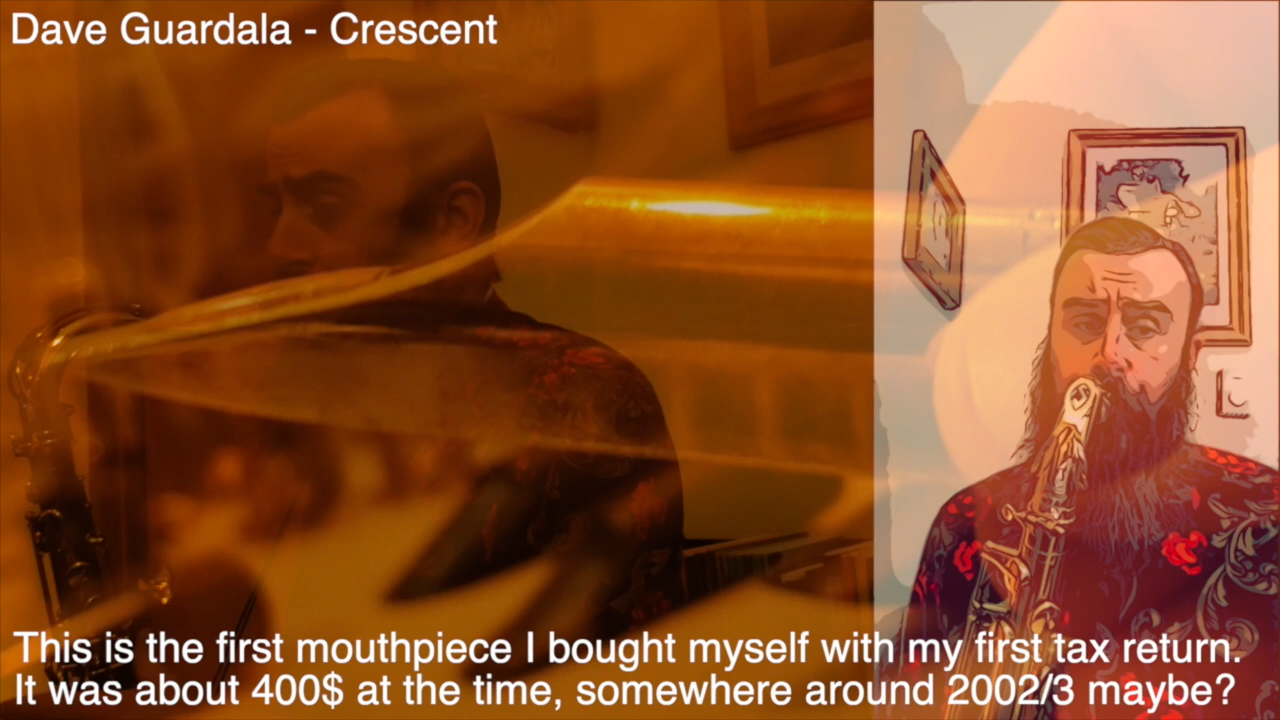 Dave Guardala - Crescent
This is the first mouthpiece I bought myself with my first tax return.
It was about 400$ at the time, somewhere around 2002/3 maybe?